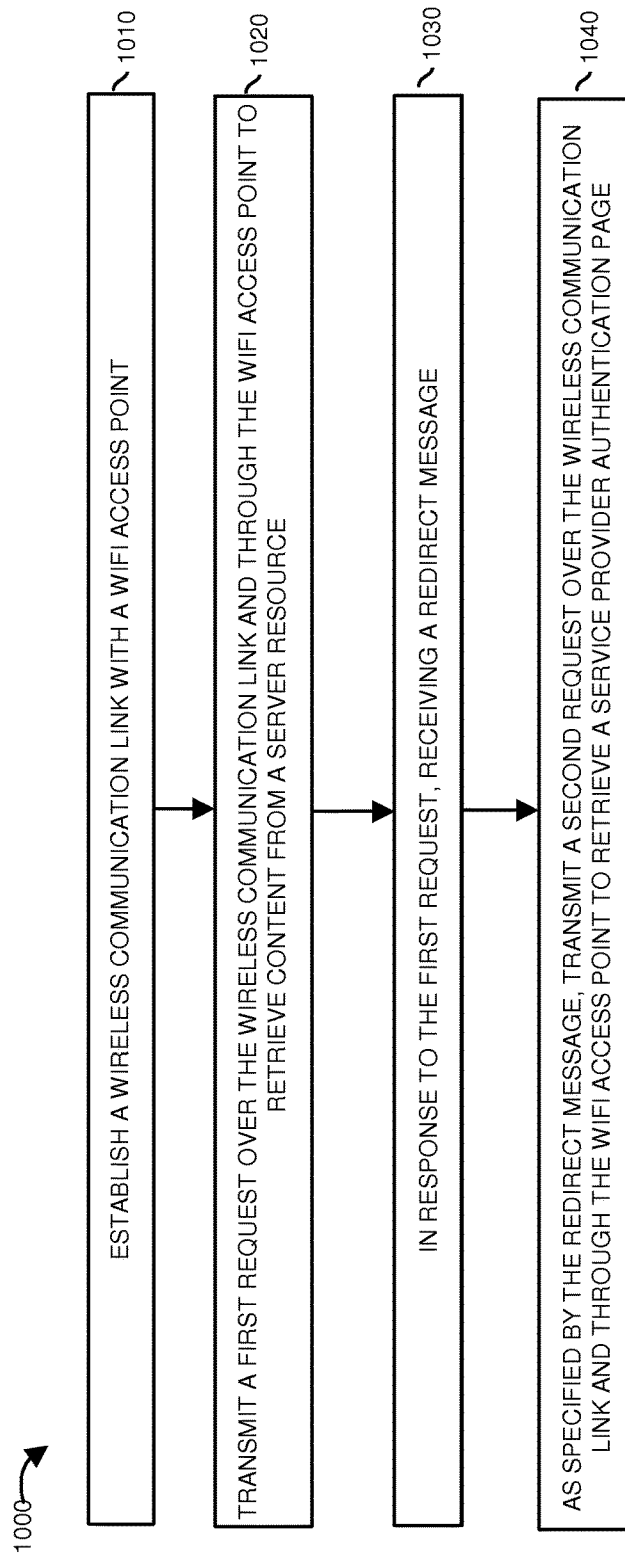 1000
ESTABLISH A WIRELESS COMMUNICATION LINK WITH A WIFI ACCESS POINT
1010
TRANSMIT A FIRST REQUEST OVER THE WIRELESS COMMUNICATION LINK AND THROUGH THE WIFI ACCESS POINT TO
RETRIEVE CONTENT FROM A SERVER RESOURCE
1020
IN RESPONSE TO THE FIRST REQUEST, RECEIVING A REDIRECT MESSAGE
1030
AS SPECIFIED BY THE REDIRECT MESSAGE, TRANSMIT A SECOND REQUEST OVER THE WIRELESS COMMUNICATION
LINK AND THROUGH THE WIFI ACCESS POINT TO RETRIEVE A SERVICE PROVIDER AUTHENTICATION PAGE
1040